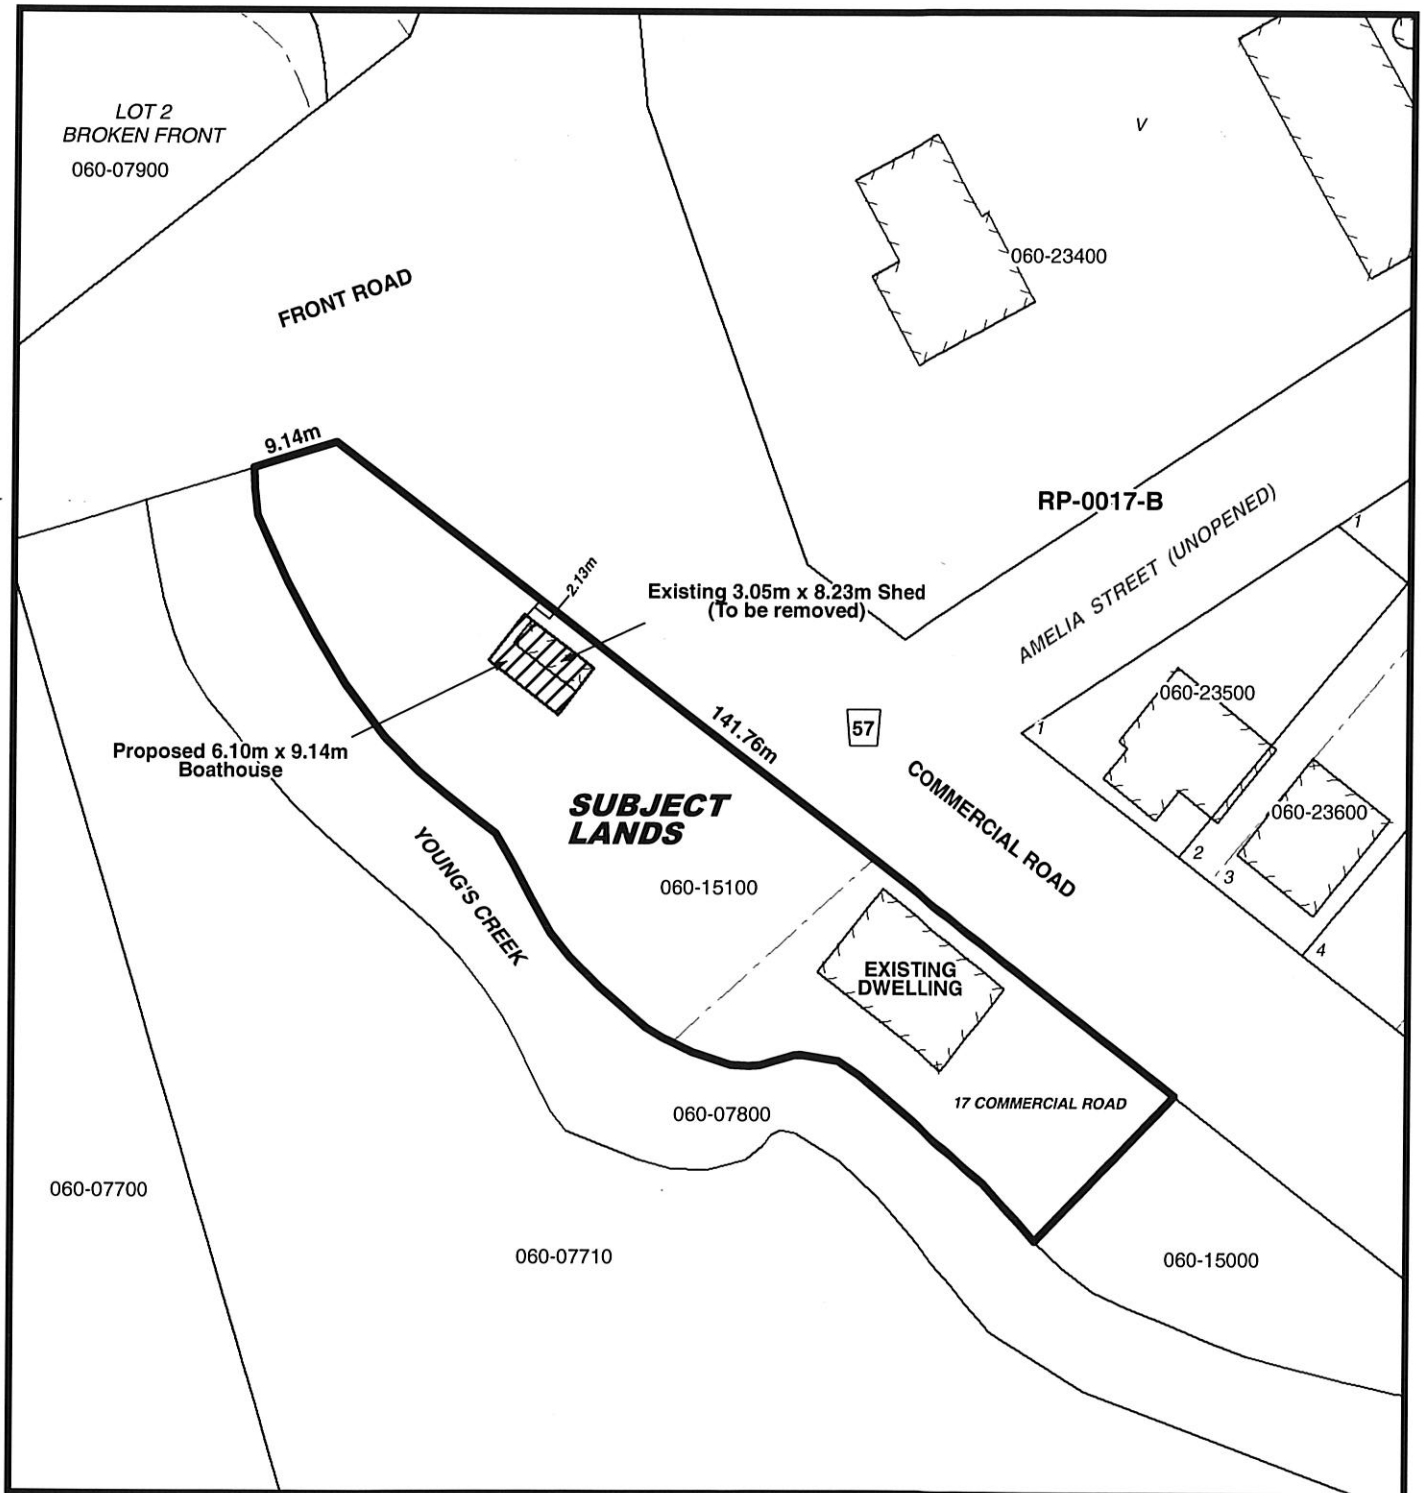 LOT 2
BROKEN FRONT
060-07900
V
060-23400
FRONT ROAD
9.14m
RP-0017-B
AMELIA STREET (UNOPENED)
1
2.13m
Existing 3.05m x 8.23m Shed
(To be removed)
060-23500
1
141.76m
57
Proposed 6.10m x 9.14m
Boathouse
COMMERCIAL ROAD
SUBJECT
LANDS
060-23600
2
3
4
YOUNG'S CREEK
060-15100
EXISTING
DWELLING
17 COMMERCIAL ROAD
060-07800
060-07700
060-07710
060-15000